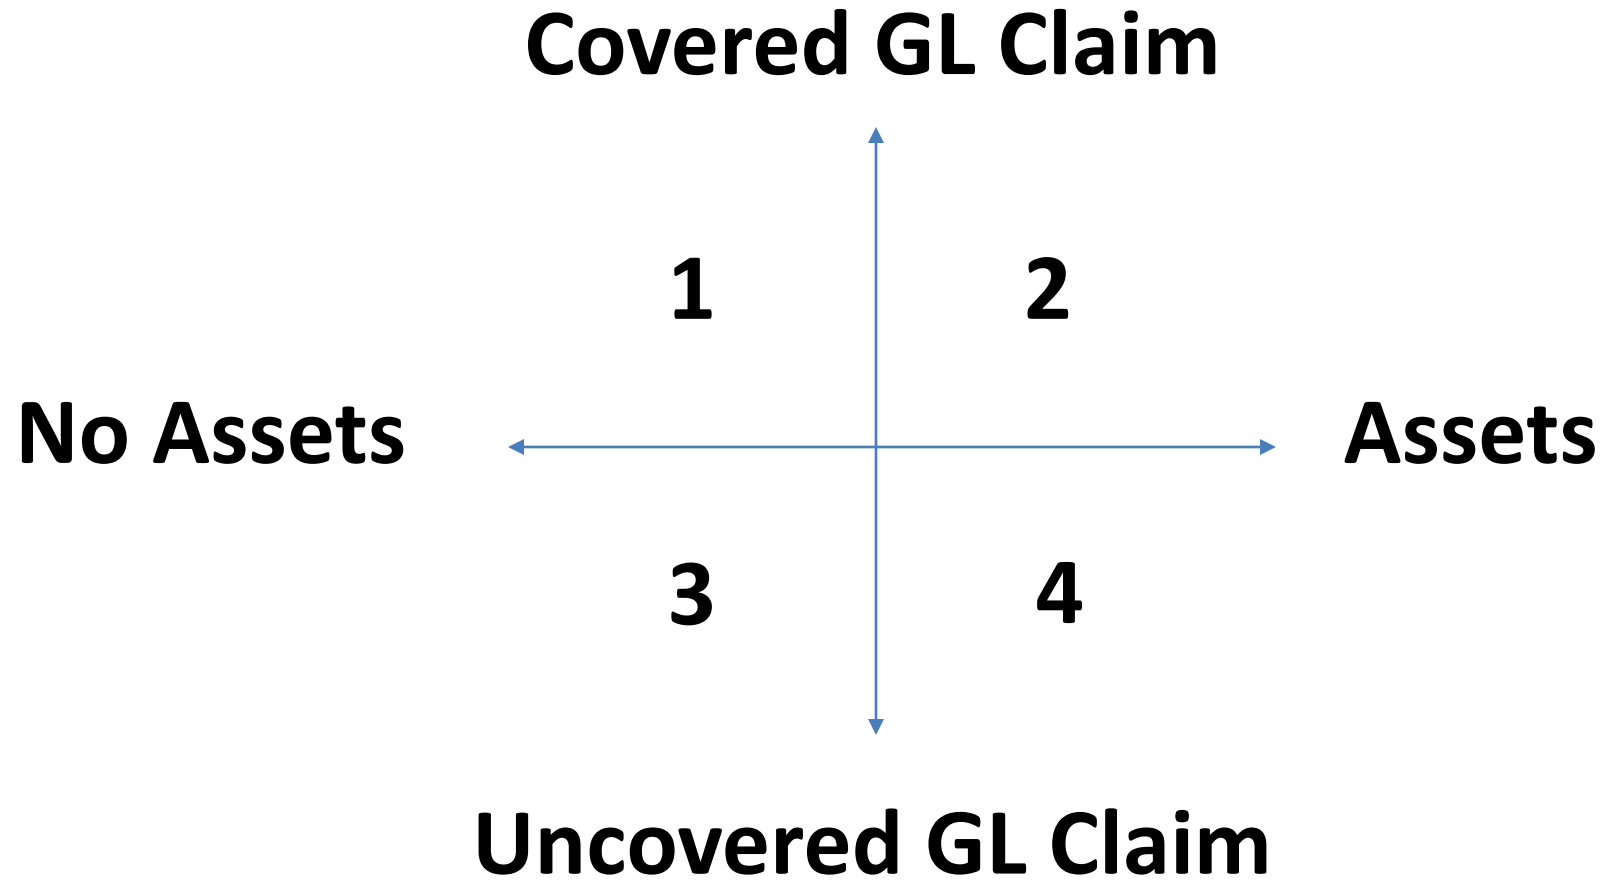 Covered GL Claim
1 2
No Assets Assets
3 4
Uncovered GL Claim